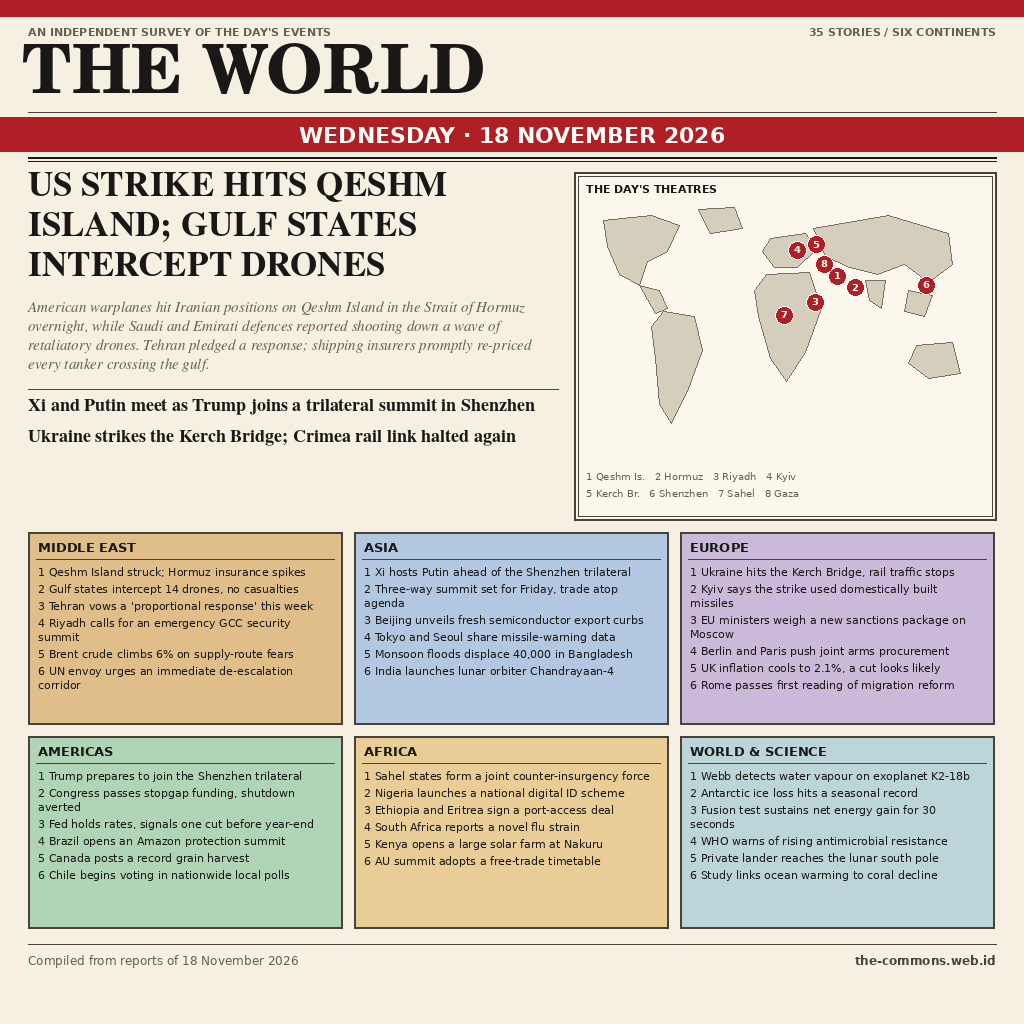 AN INDEPENDENT SURVEY OF THE DAY'S EVENTS
35 STORIES / SIX CONTINENTS
THE WORLD
WEDNESDAY · 18 NOVEMBER 2026
US STRIKE HITS QESHM
ISLAND; GULF STATES
INTERCEPT DRONES
American warplanes hit Iranian positions on Qeshm Island in the Strait of Hormuz
overnight, while Saudi and Emirati defences reported shooting down a wave of
retaliatory drones. Tehran pledged a response; shipping insurers promptly re-priced
every tanker crossing the gulf.
Xi and Putin meet as Trump joins a trilateral summit in Shenzhen
Ukraine strikes the Kerch Bridge; Crimea rail link halted again
THE DAY'S THEATRES
4
5
8
1
2
6
3
7
1 Qeshm Is. 2 Hormuz 3 Riyadh 4 Kyiv
5 Kerch Br. 6 Shenzhen 7 Sahel 8 Gaza
MIDDLE EAST
1 Qeshm Island struck; Hormuz insurance spikes
2 Gulf states intercept 14 drones, no casualties
3 Tehran vows a 'proportional response' this week
4 Riyadh calls for an emergency GCC security
summit
5 Brent crude climbs 6% on supply-route fears
6 UN envoy urges an immediate de-escalation
corridor
ASIA
1 Xi hosts Putin ahead of the Shenzhen trilateral
2 Three-way summit set for Friday, trade atop
agenda
3 Beijing unveils fresh semiconductor export curbs
4 Tokyo and Seoul share missile-warning data
5 Monsoon floods displace 40,000 in Bangladesh
6 India launches lunar orbiter Chandrayaan-4
EUROPE
1 Ukraine hits the Kerch Bridge, rail traffic stops
2 Kyiv says the strike used domestically built
missiles
3 EU ministers weigh a new sanctions package on
Moscow
4 Berlin and Paris push joint arms procurement
5 UK inflation cools to 2.1%, a cut looks likely
6 Rome passes first reading of migration reform
AMERICAS
1 Trump prepares to join the Shenzhen trilateral
2 Congress passes stopgap funding, shutdown
averted
3 Fed holds rates, signals one cut before year-end
4 Brazil opens an Amazon protection summit
5 Canada posts a record grain harvest
6 Chile begins voting in nationwide local polls
AFRICA
1 Sahel states form a joint counter-insurgency force
2 Nigeria launches a national digital ID scheme
3 Ethiopia and Eritrea sign a port-access deal
4 South Africa reports a novel flu strain
5 Kenya opens a large solar farm at Nakuru
6 AU summit adopts a free-trade timetable
WORLD & SCIENCE
1 Webb detects water vapour on exoplanet K2-18b
2 Antarctic ice loss hits a seasonal record
3 Fusion test sustains net energy gain for 30
seconds
4 WHO warns of rising antimicrobial resistance
5 Private lander reaches the lunar south pole
6 Study links ocean warming to coral decline
Compiled from reports of 18 November 2026
the-commons.web.id